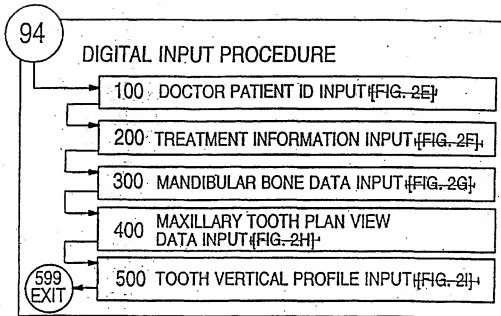 94
DIGITAL INPUT PROCEDURE
100 DOCTOR PATIENT ID INPUT [FIG. 2E]
200 TREATMENT INFORMATION INPUT [FIG. 2F]
300 MANDIBULAR BONE DATA INPUT [FIG. 2G]
400 MAXILLARY TOOTH PLAN VIEW
DATA INPUT [FIG. 2H]
500 TOOTH VERTICAL PROFILE INPUT [FIG. 2I]
599
EXIT